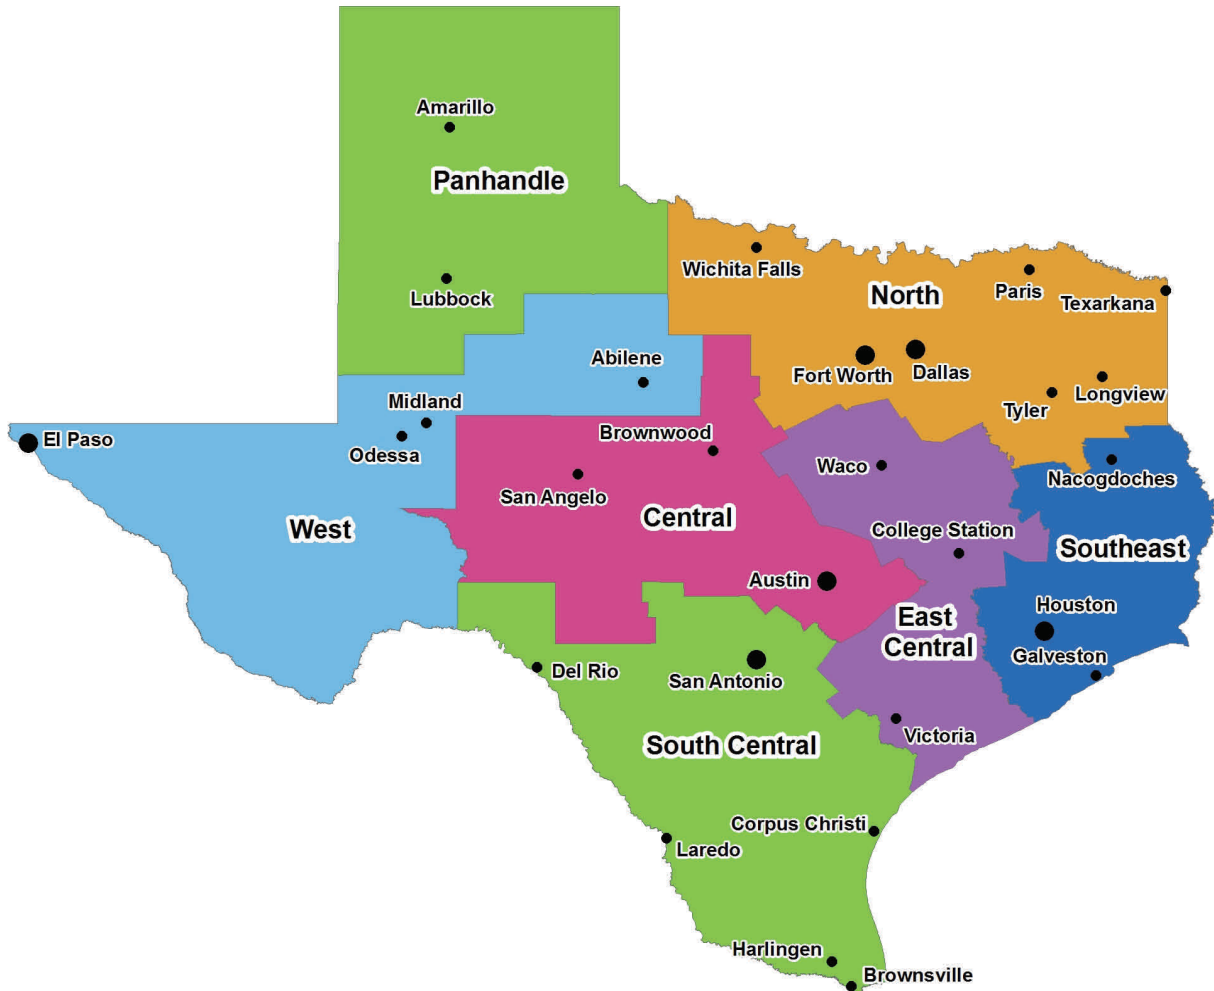 Amarillo
Panhandle
Lubbock
Wichita Falls
North
Paris
Texarkana
Fort Worth
Dallas
Tyler
Longview
Abilene
Midland
Odessa
El Paso
West
Brownwood
San Angelo
Central
Austin
Waco
College Station
East
Central
Victoria
Nacogdoches
Southeast
Houston
Galveston
Del Rio
San Antonio
South Central
Corpus Christi
Laredo
Harlingen
Brownsville